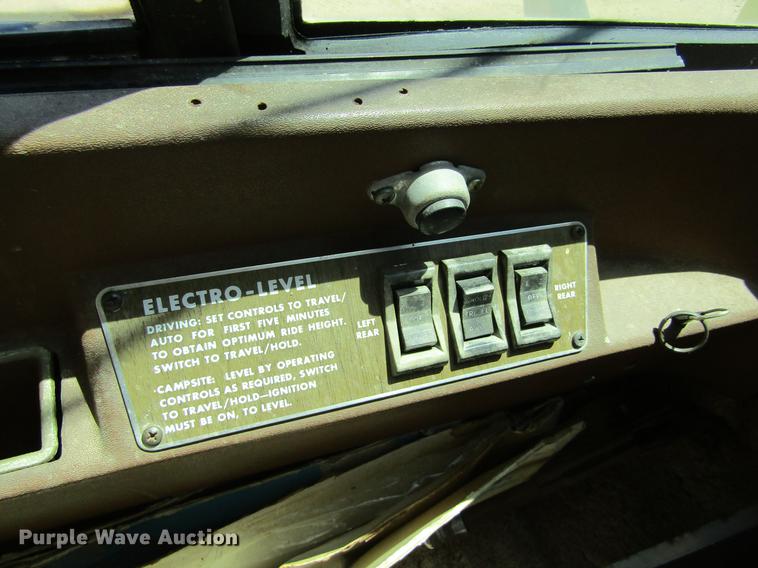 ELECTRO-LEVEL
DRIVING: SET CONTROLS TO TRAVEL/
AUTO FOR FIRST FIVE MINUTES
TO OBTAIN OPTIMUM RIDE HEIGHT.
SWITCH TO TRAVEL/HOLD.
·CAMPSITE: LEVEL BY OPERATING
CONTROLS AS REQUIRED, SWITCH
TO TRAVEL/HOLD—IGNITION
MUST BE ON, TO LEVEL.
LEFT
REAR
RIGHT
REAR
Purple Wave Auction